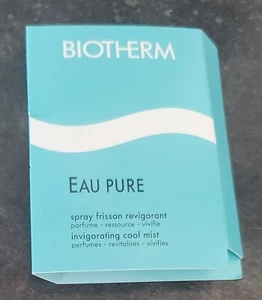 BIOTHERM
EAU PURE
spray frisson revigorant
parfume - ressource - vivifie
invigorating cool mist
perfumes - revitalises - vivifies